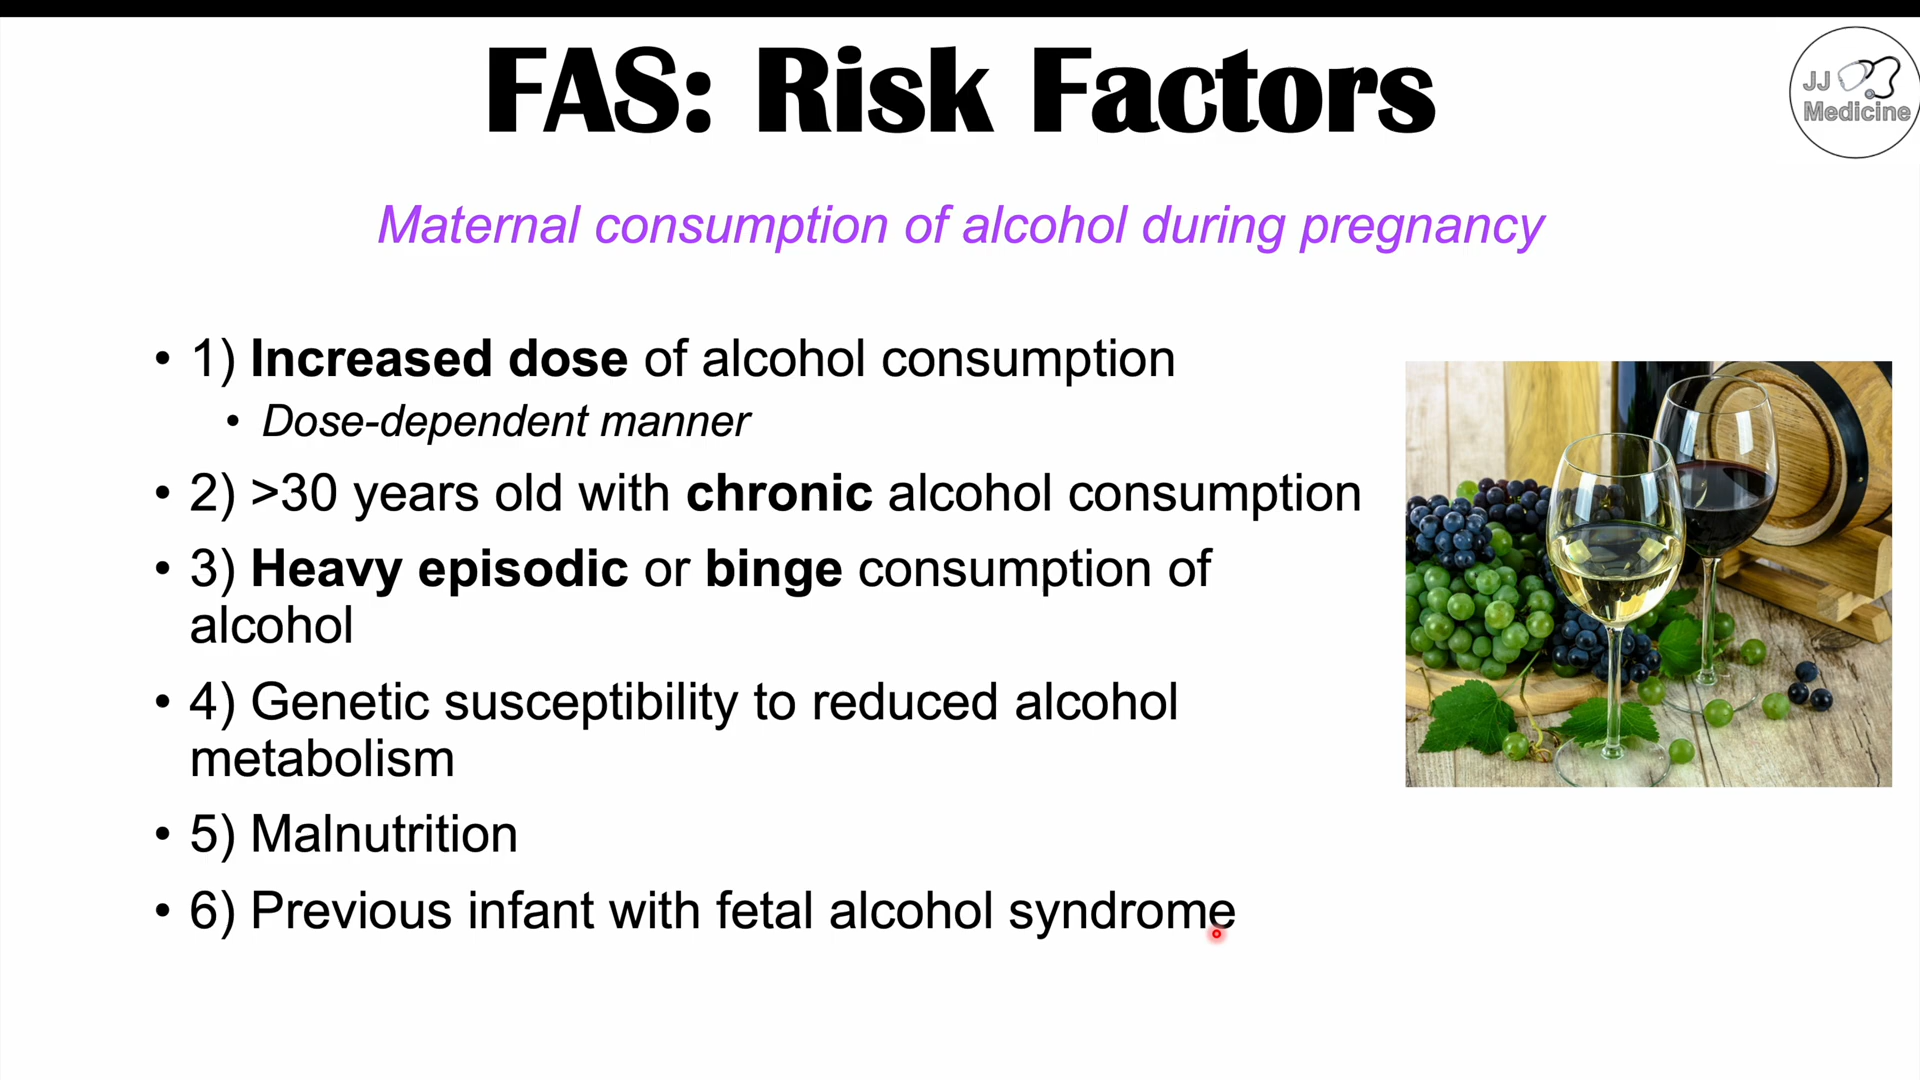 FAS: Risk Factors
JJ
Medicine
Maternal consumption of alcohol during pregnancy
• 1) Increased dose of alcohol consumption
• Dose-dependent manner
• 2) >30 years old with chronic alcohol consumption
• 3) Heavy episodic or binge consumption of
alcohol
• 4) Genetic susceptibility to reduced alcohol
metabolism
• 5) Malnutrition
• 6) Previous infant with fetal alcohol syndrome